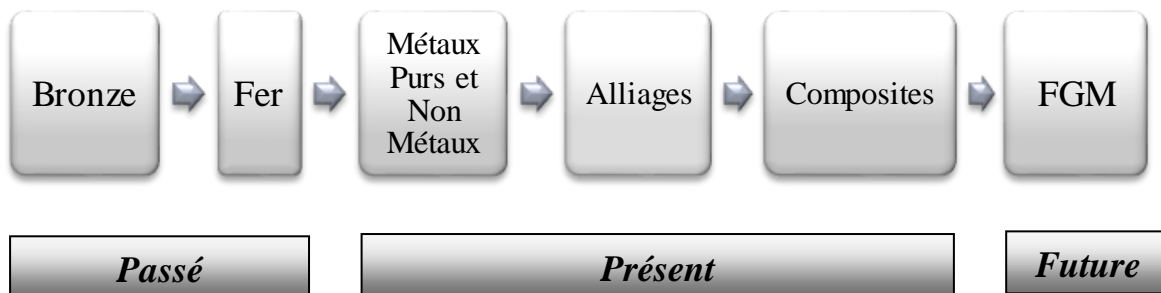 Bronze
Fer
Métaux
Purs et
Non
Métaux
Alliages
Composites
FGM
Passé
Présent
Future